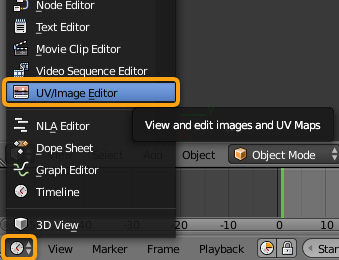 Node Editor
Text Editor
Movie Clip Editor
Video Sequence Editor
UV/Image Editor
NLA Editor
View and edit images and UV Maps
Dope Sheet
Object
Object Mode
Graph Editor
Timeline
3D View
-10 0 10
View Marker Frame Playback Star